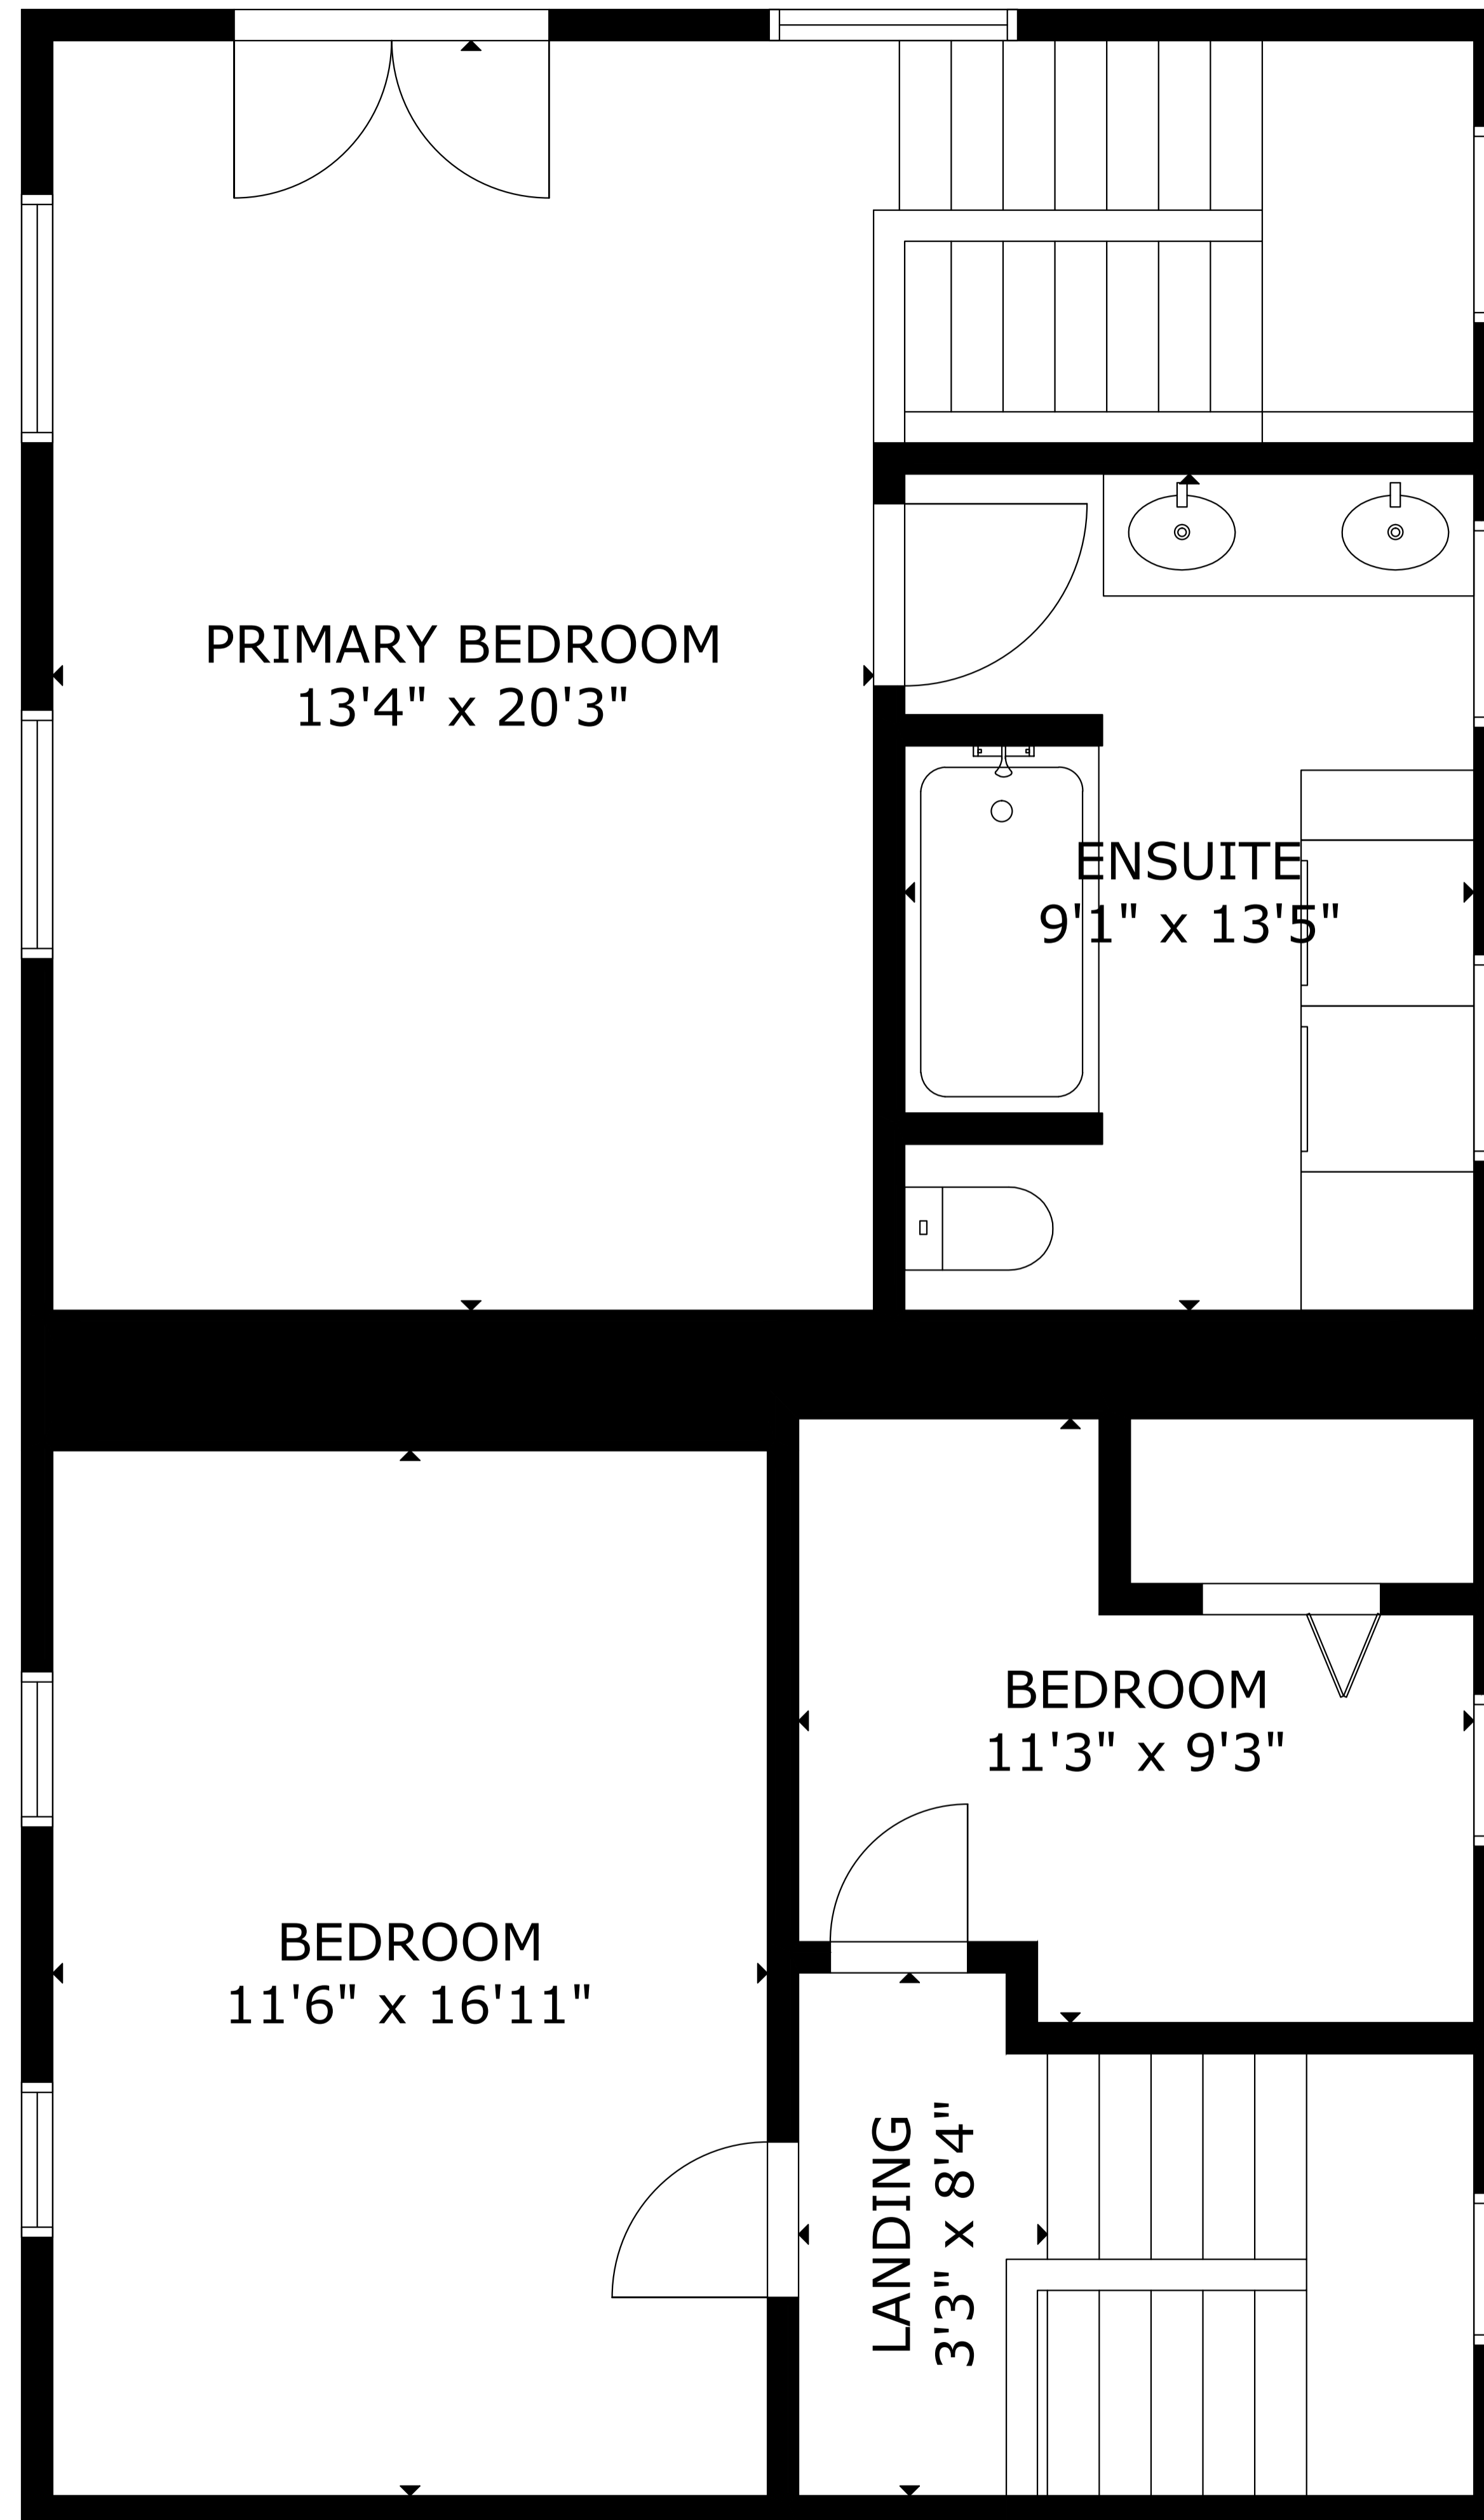 PRIMARY BEDROOM
13'4" x 20'3"
ENSUITE
9'1" x 13'5"
BEDROOM
11'3" x 9'3"
BEDROOM
11'6" x 16'11"
LANDING
3'3" x 8'4"